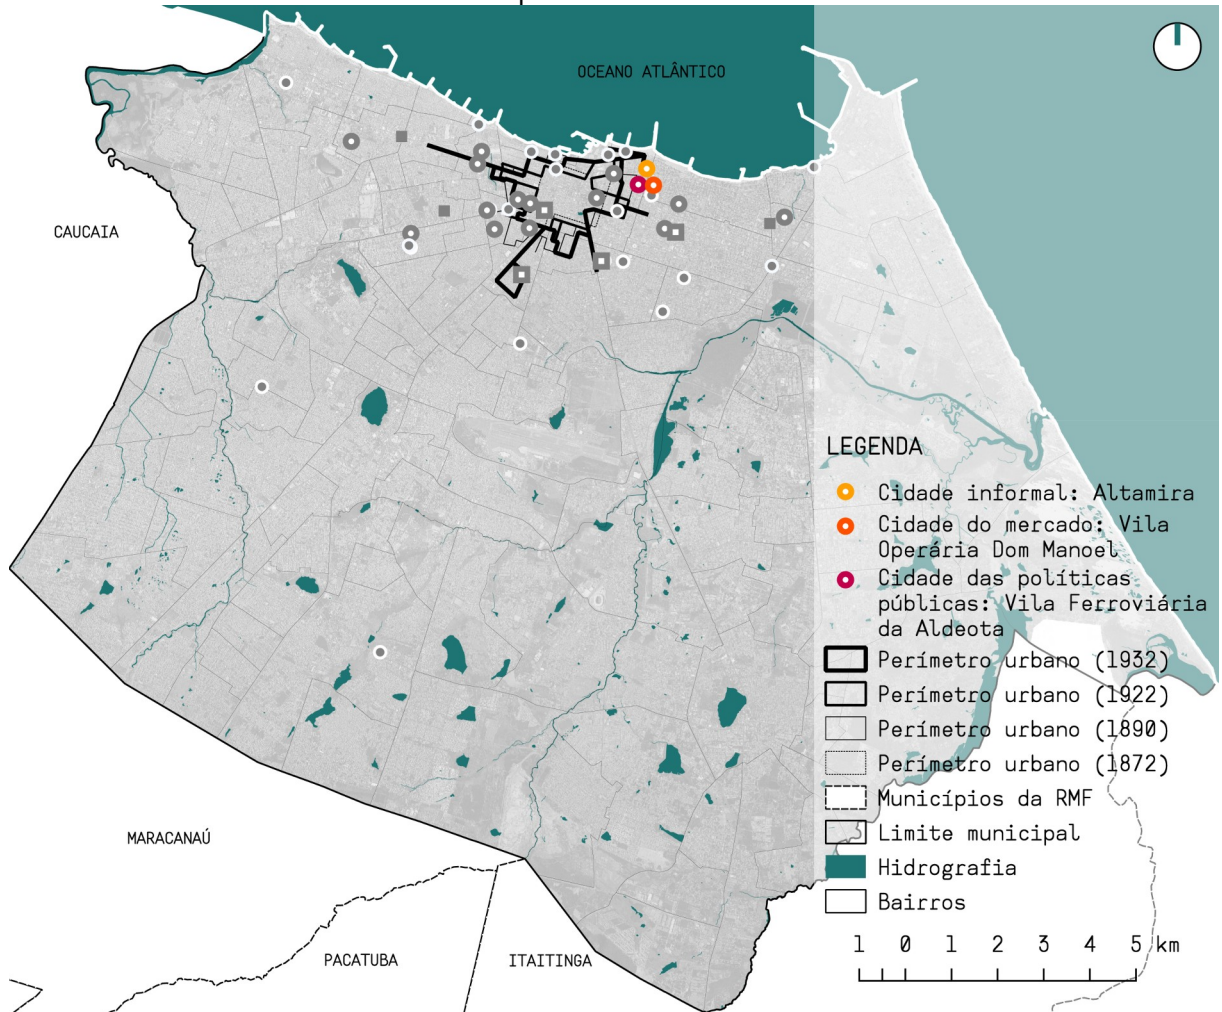 OCEANO ATLÂNTICO
CAUCAIA
LEGENDA
Cidade informal: Altamira
Cidade do mercado: Vila
Operária Dom Manoel
Cidade das políticas
públicas: Vila Ferroviária
da Aldeota
Perímetro urbano (1932)
Perímetro urbano (1922)
Perímetro urbano (1890)
Perímetro urbano (1872)
Municípios da RMF
Limite municipal
Hidrografia
Bairros
MARACANAÚ
1 0 1 2 3 4 5 km
PACATUBA
ITAITINGA